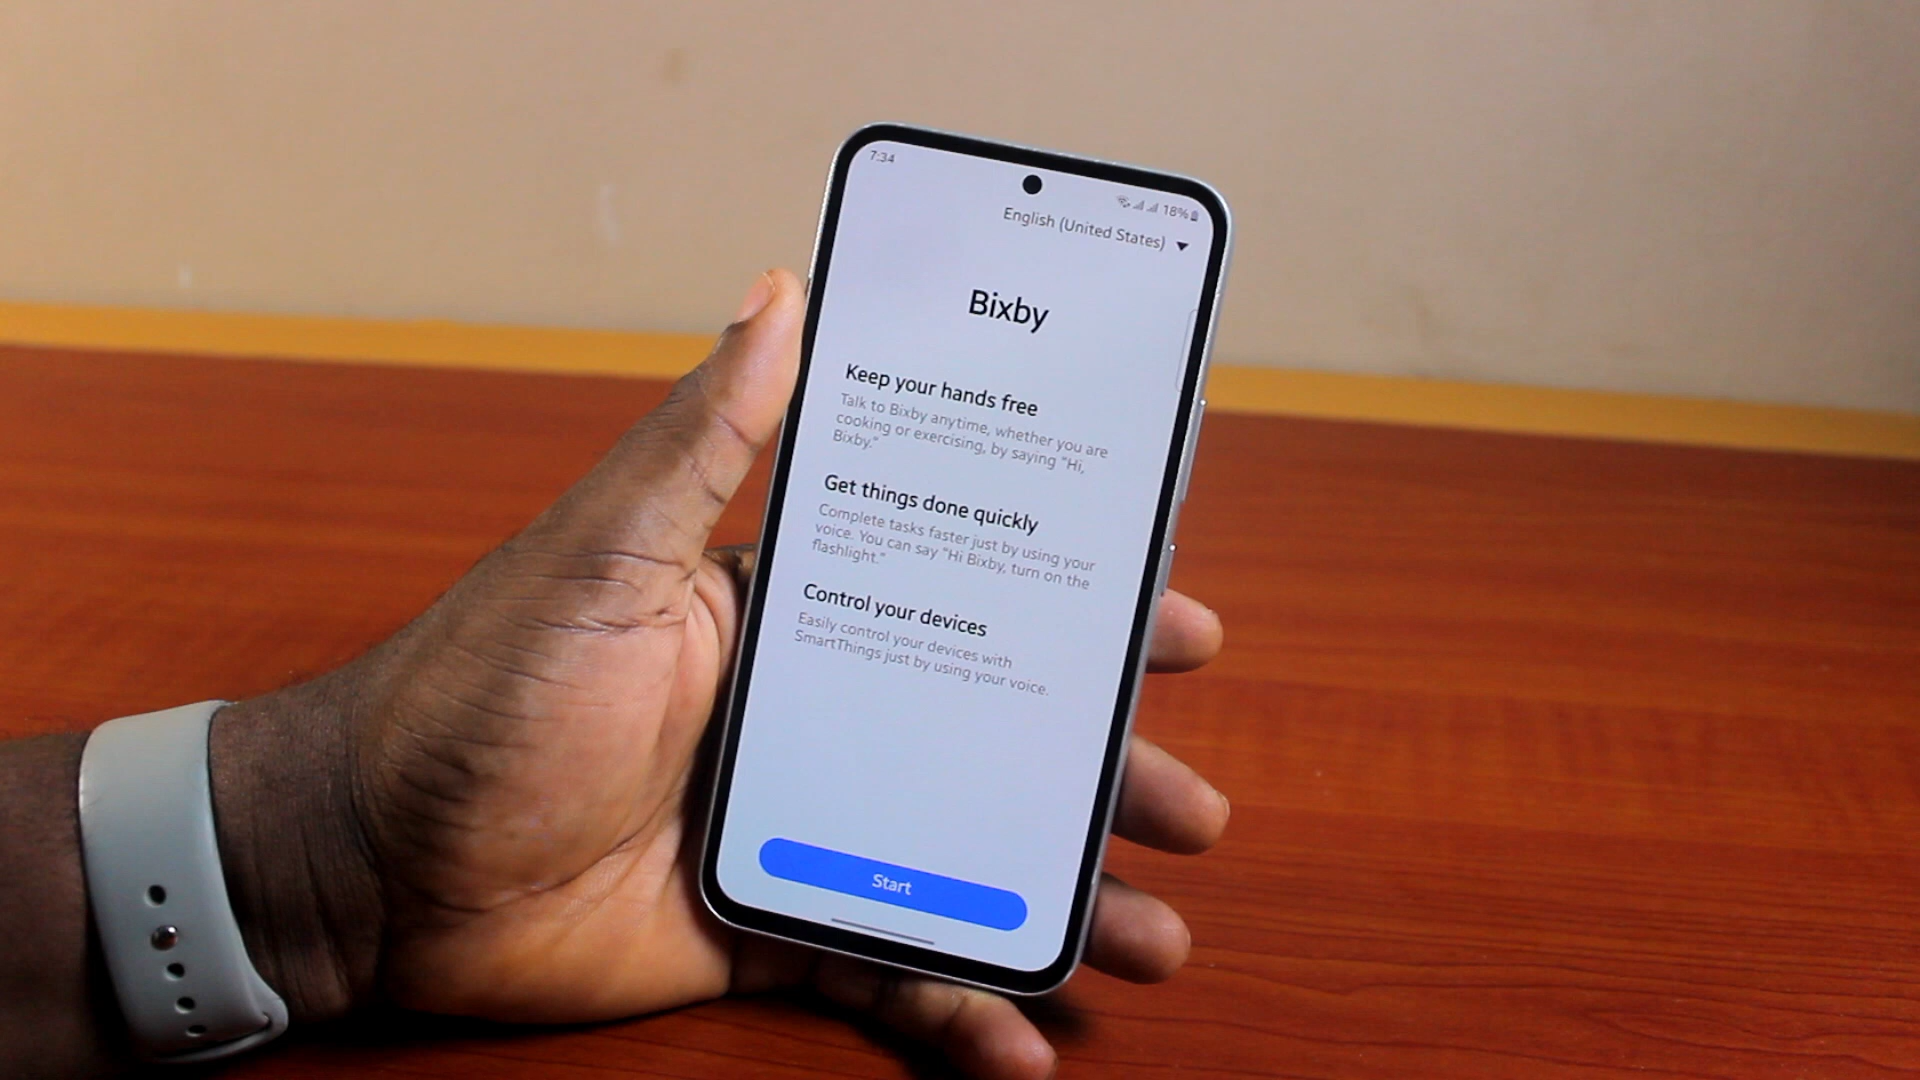 7:34
18%
English (United States)
Bixby
Keep your hands free
Talk to Bixby anytime, whether you are
cooking or exercising, by saying "Hi,
Bixby."
Get things done quickly
Complete tasks faster just by using your
voice. You can say "Hi Bixby, turn on the
flashlight."
Control your devices
Easily control your devices with
SmartThings just by using your voice.
Start